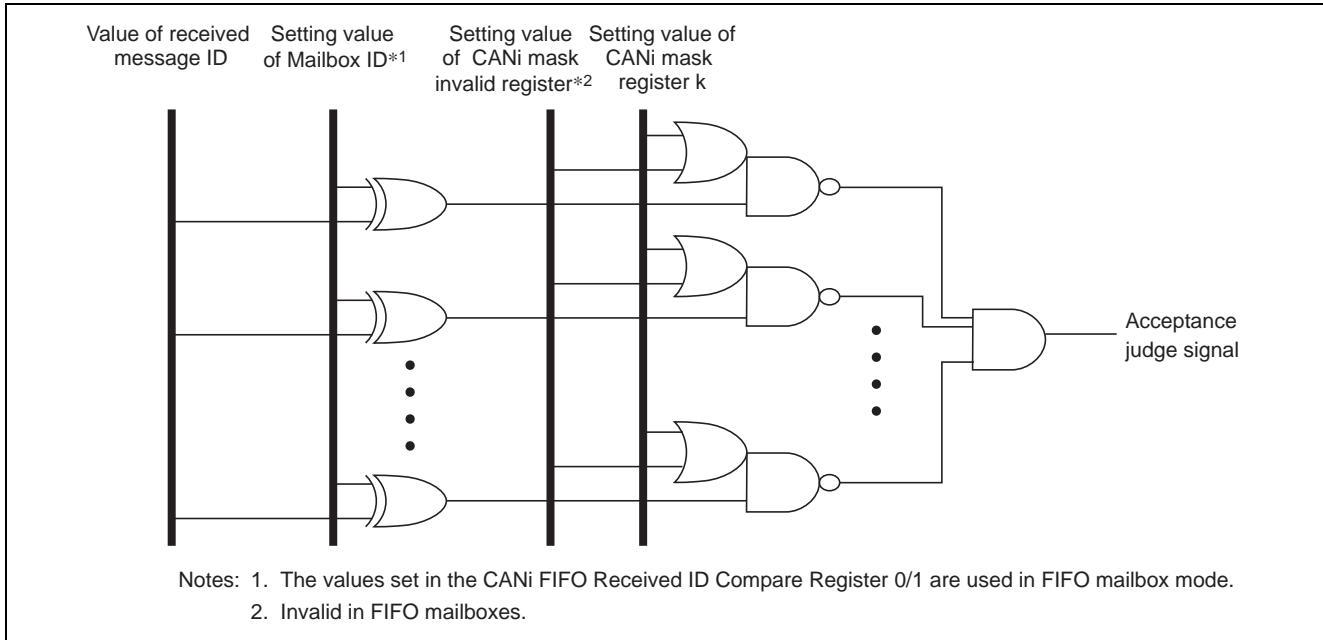 Value of received
message ID
Setting value
of Mailbox ID*1
Setting value
of CANi mask
invalid register*2
Setting value of
CANi mask
register k
Acceptance
judge signal
Notes: 1. The values set in the CANi FIFO Received ID Compare Register 0/1 are used in FIFO mailbox mode.
2. Invalid in FIFO mailboxes.